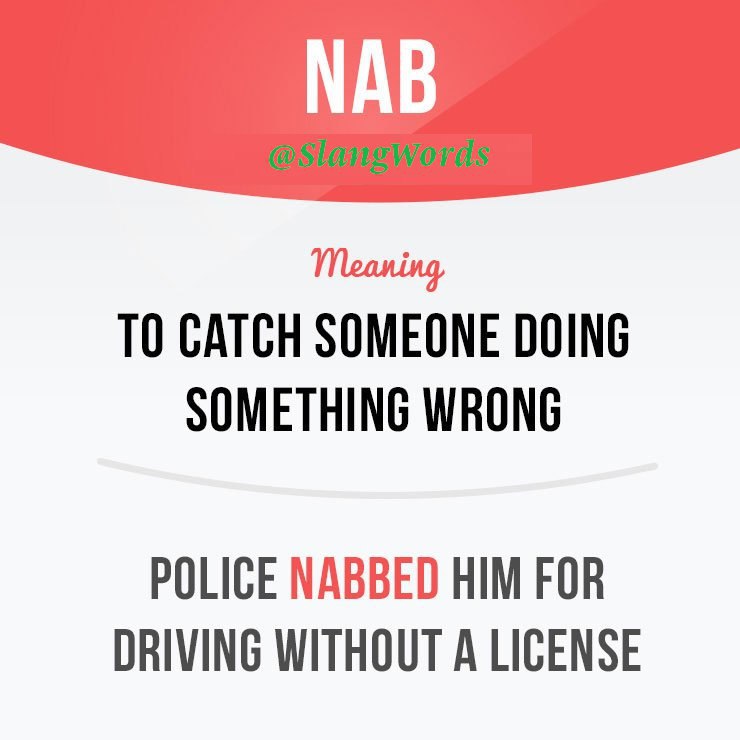 NAB
@SlangWords
Meaning
TO CATCH SOMEONE DOING
SOMETHING WRONG
POLICE NABBED HIM FOR
DRIVING WITHOUT A LICENSE